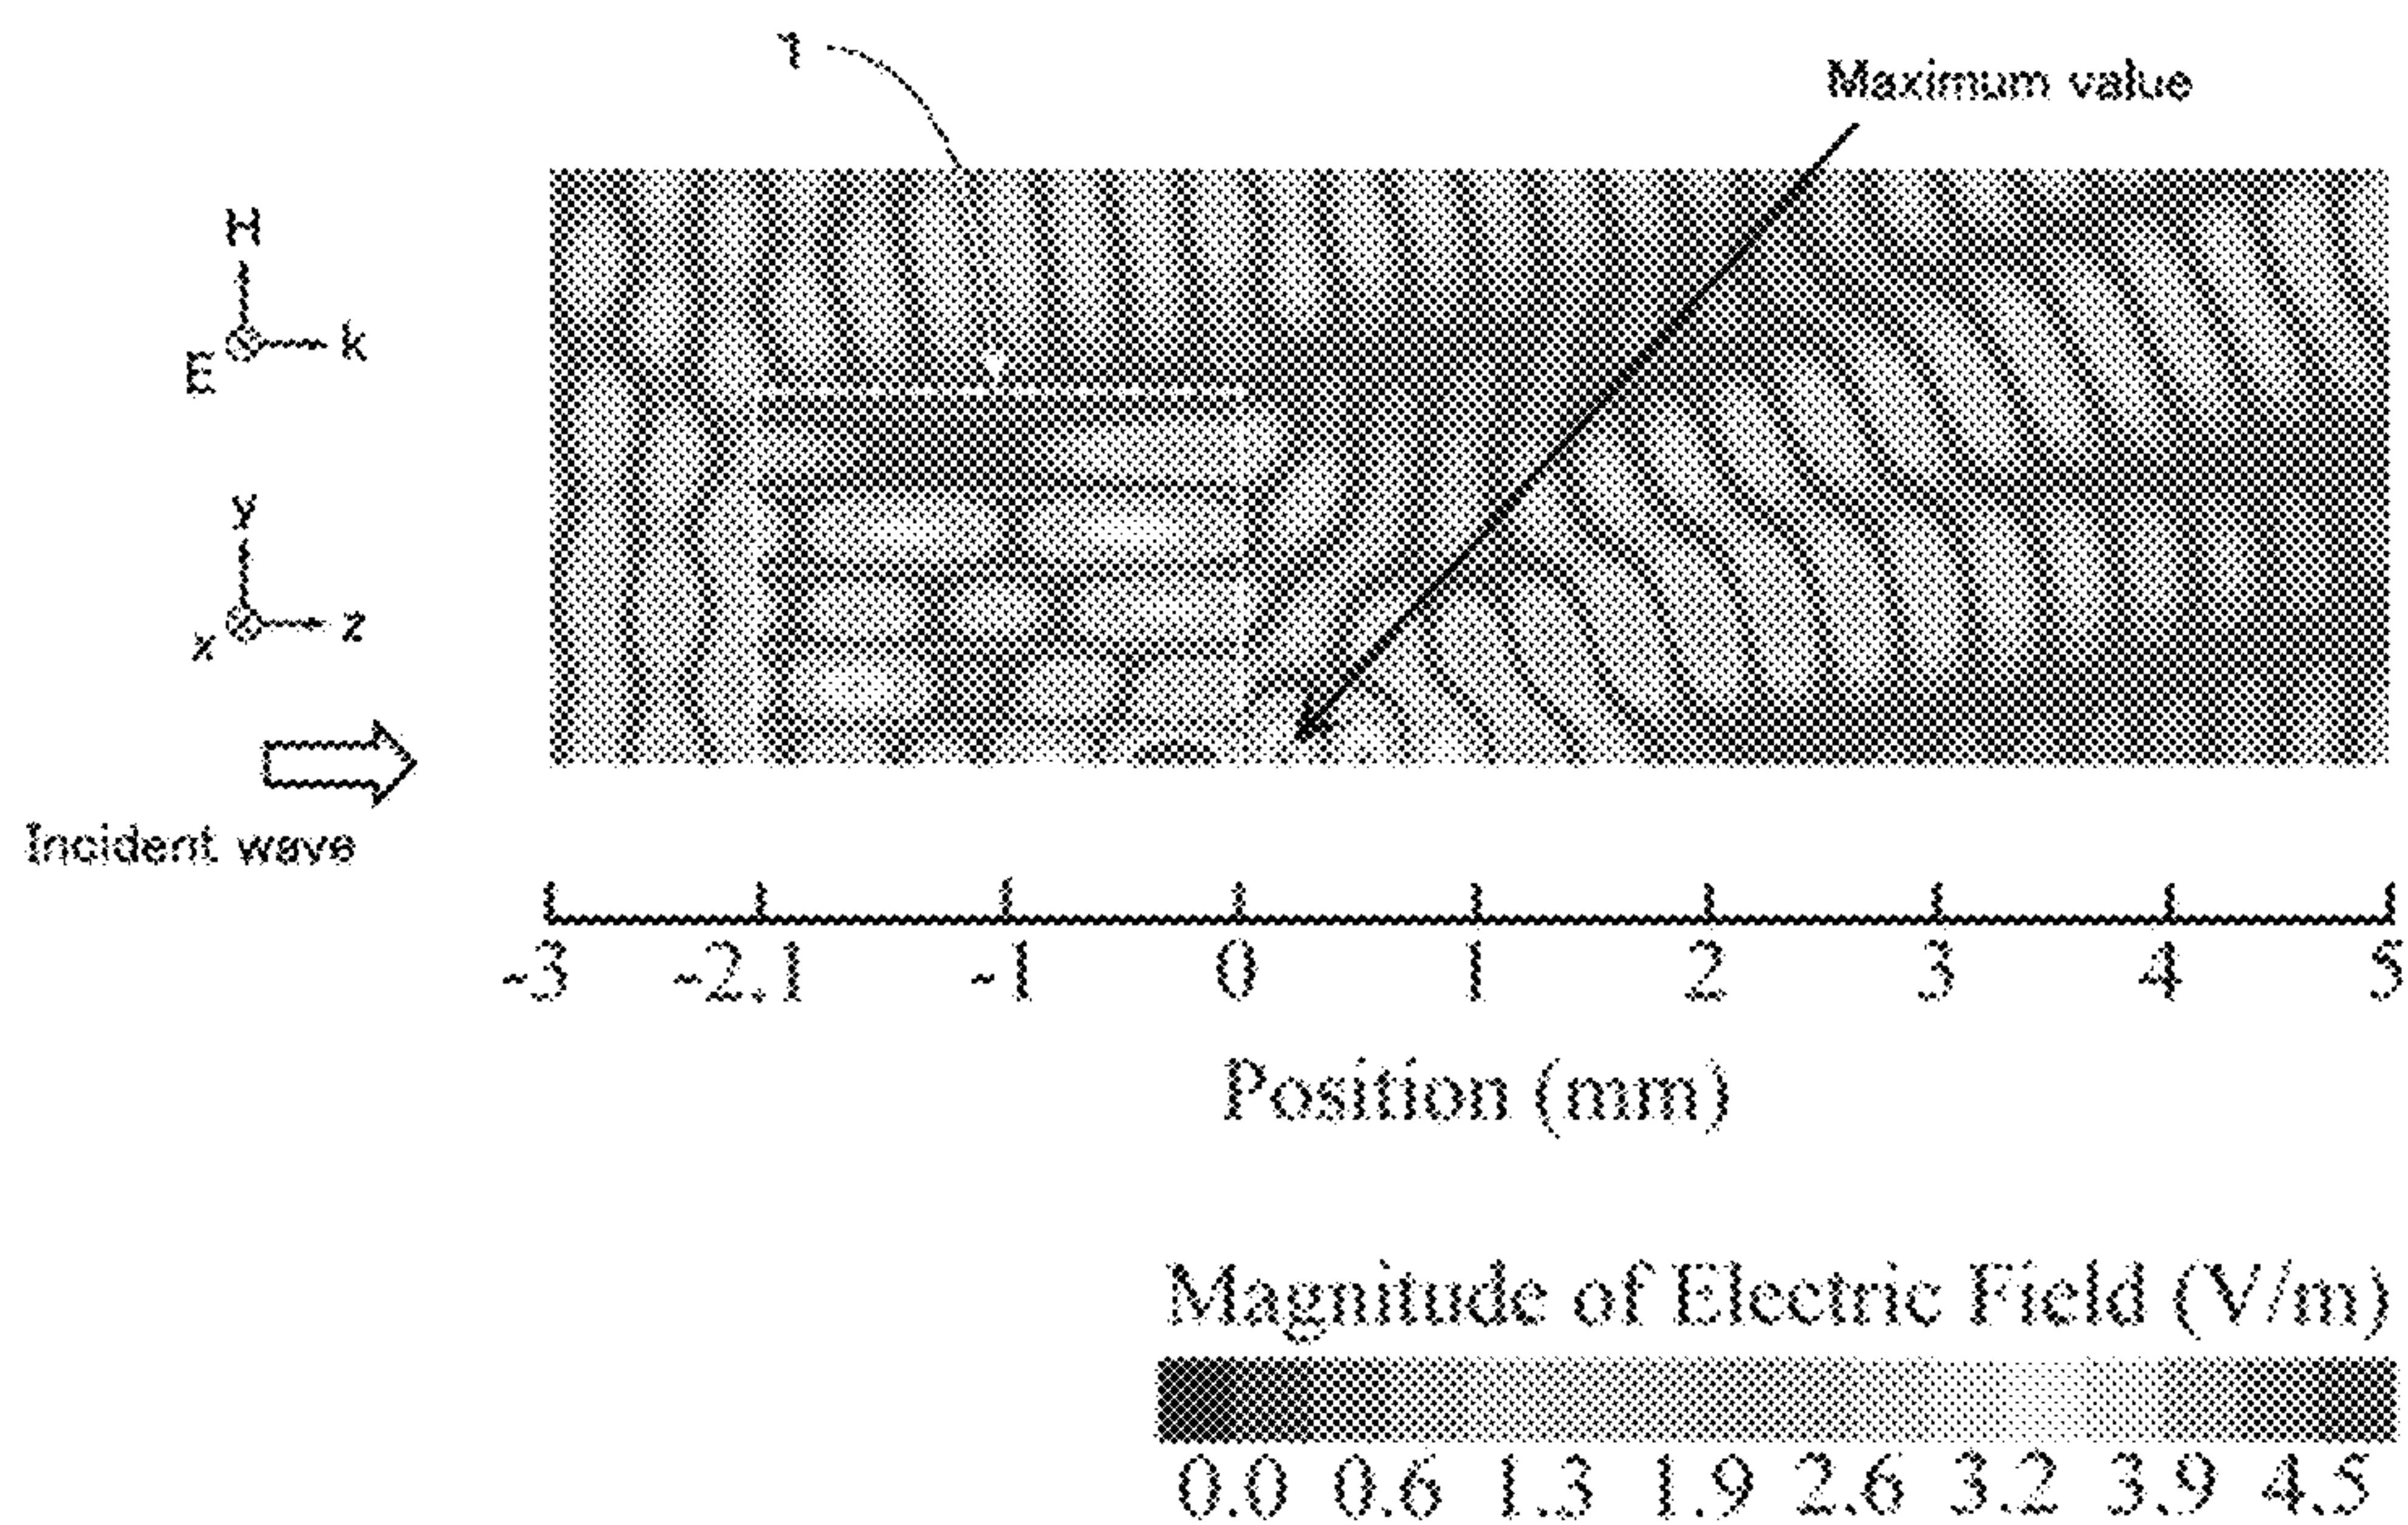 1
Maximum value
H
E
k
y
x
z
Incident wave
-3 -2.1 -1 0 1 2 3 4 5
Position (mm)
Magnitude of Electric Field (V/m)
0.0 0.6 1.3 1.9 2.6 3.2 3.9 4.5